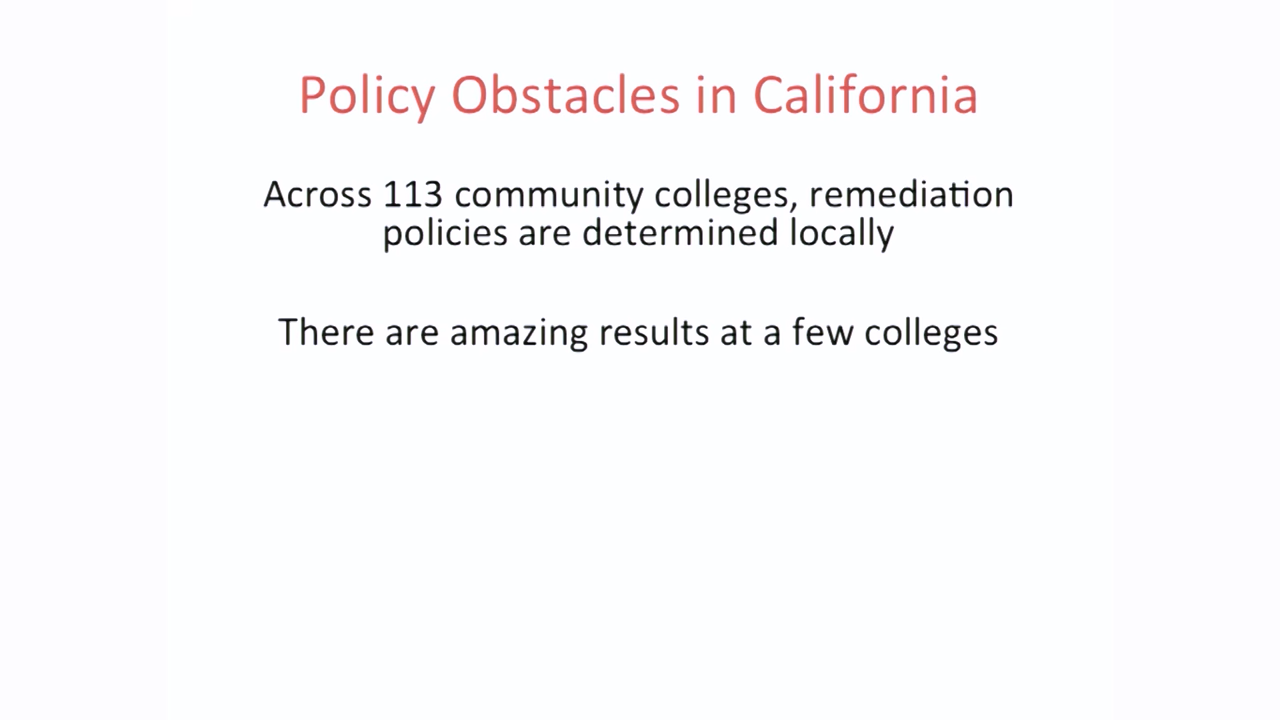 Policy Obstacles in California
Across 113 community colleges, remediation
policies are determined locally
There are amazing results at a few colleges